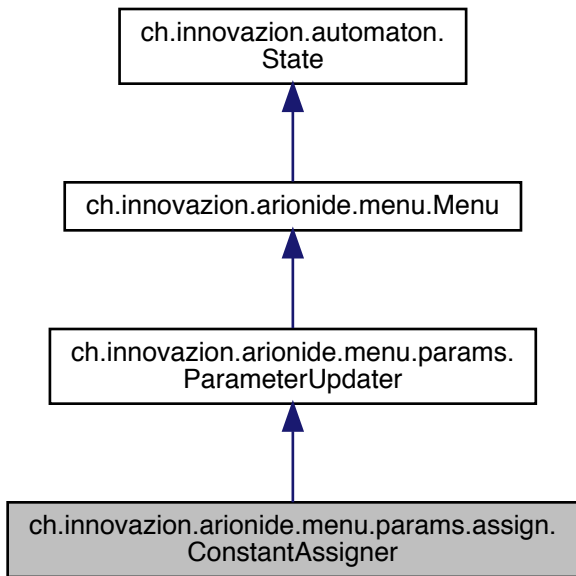 ch.innovazion.automaton.
State
ch.innovazion.arionide.menu.Menu
ch.innovazion.arionide.menu.params.
ParameterUpdater
ch.innovazion.arionide.menu.params.assign.
ConstantAssigner